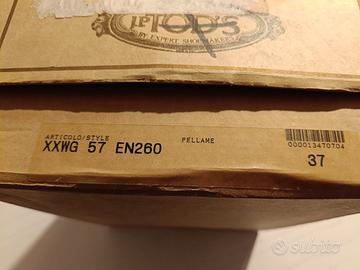 J.P. TOD'S
BY EXPERT SHOEMAKERS
ARTICOLO/STYLE
PELLAME
XXWG 57 EN260
000013470704
37
subito